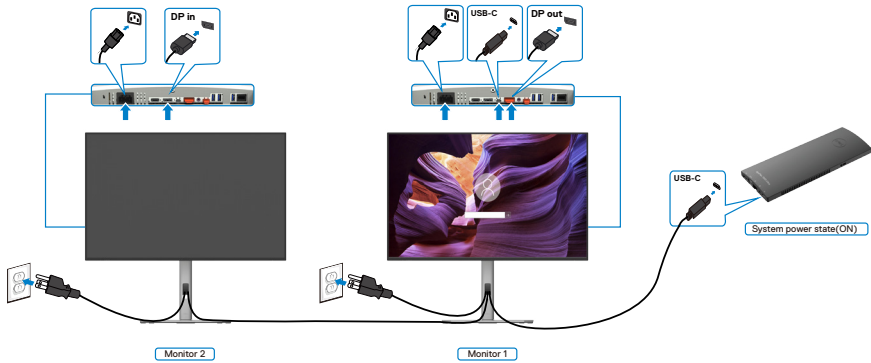 DP in
USB-C
DP out
USB-C
System power state(ON)
Monitor 2
Monitor 1